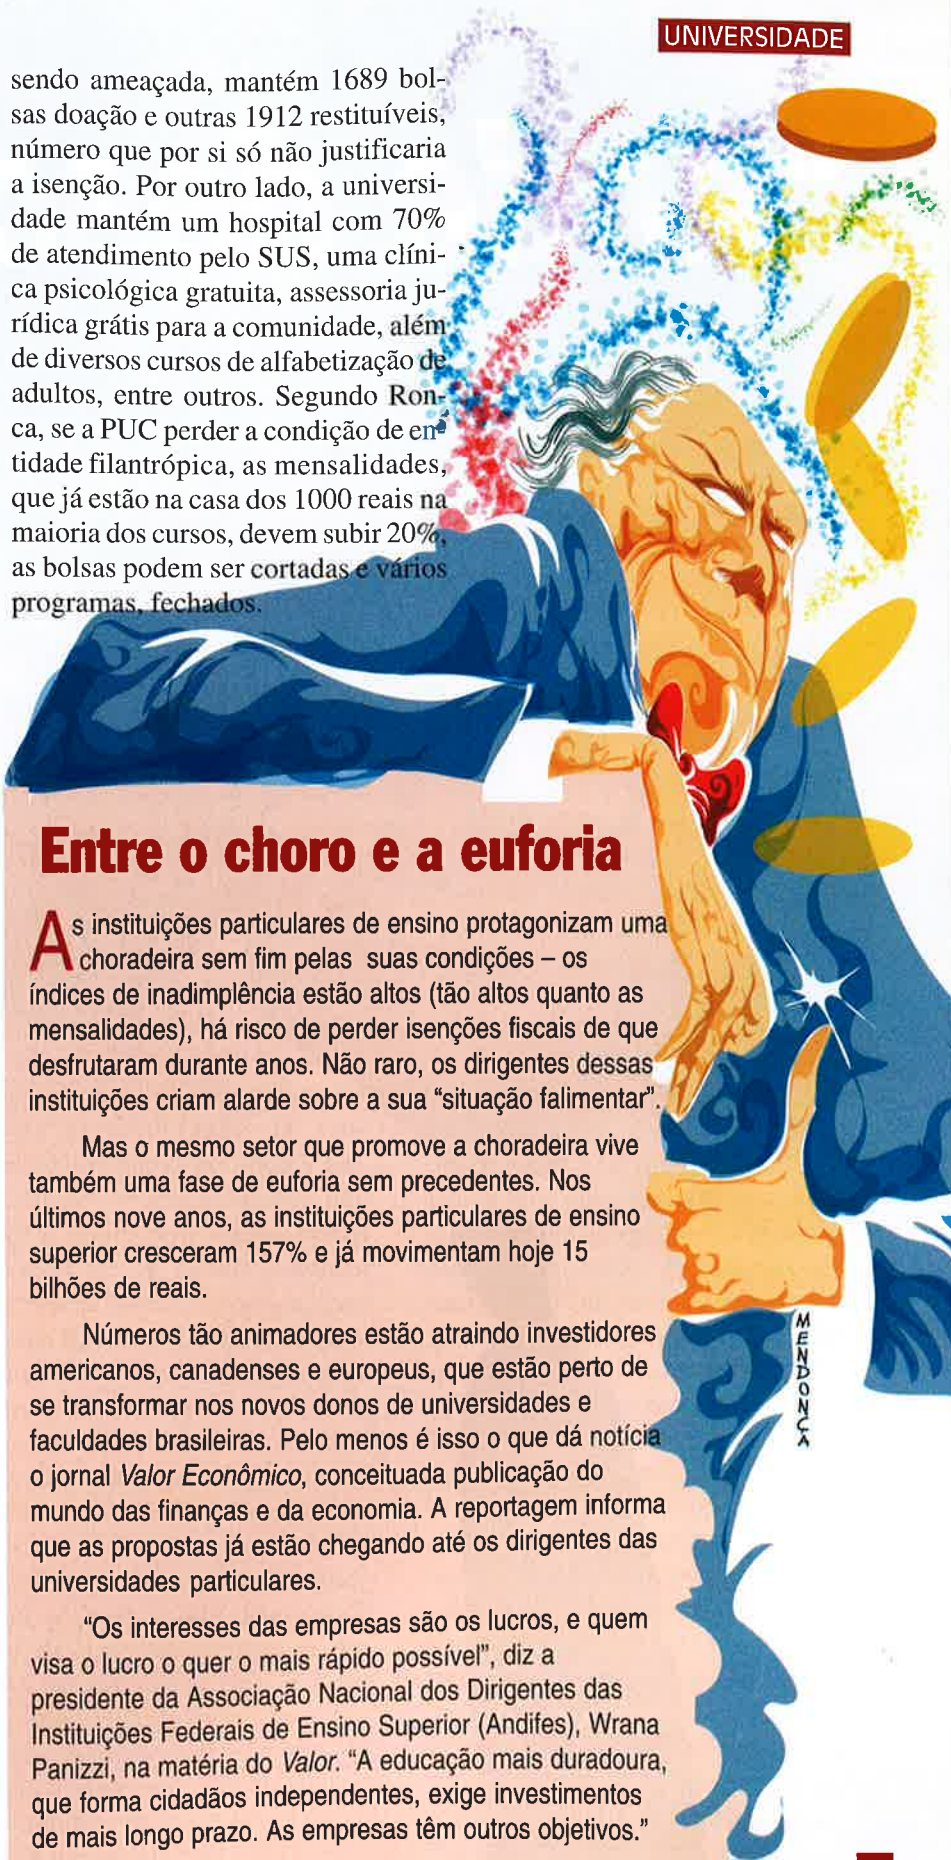 UNIVERSIDADE
sendo ameaçada, mantém 1689 bol-
sas doação e outras 1912 restituíveis,
número que por si só não justificaria
a isenção. Por outro lado, a universi-
dade mantém um hospital com 70%
de atendimento pelo SUS, uma clíni-
ca psicológica gratuita, assessoria ju-
rídica grátis para a comunidade, além
de diversos cursos de alfabetização de
adultos, entre outros. Segundo Ron-
ca, se a PUC perder a condição de en-
tidade filantrópica, as mensalidades,
que já estão na casa dos 1000 reais na
maioria dos cursos, devem subir 20%,
as bolsas podem ser cortadas e vários
programas, fechados.
Entre o choro e a euforia
As instituições particulares de ensino protagonizam uma
choradeira sem fim pelas suas condições – os
índices de inadimplência estão altos (tão altos quanto as
mensalidades), há risco de perder isenções fiscais de que
desfrutaram durante anos. Não raro, os dirigentes dessas
instituições criam alarde sobre a sua “situação falimentar”.
Mas o mesmo setor que promove a choradeira vive
também uma fase de euforia sem precedentes. Nos
últimos nove anos, as instituições particulares de ensino
superior cresceram 157% e já movimentam hoje 15
bilhões de reais.
Números tão animadores estão atraindo investidores
americanos, canadenses e europeus, que estão perto de
se transformar nos novos donos de universidades e
faculdades brasileiras. Pelo menos é isso o que dá notícia
o jornal Valor Econômico, conceituada publicação do
mundo das finanças e da economia. A reportagem informa
que as propostas já estão chegando até os dirigentes das
universidades particulares.
“Os interesses das empresas são os lucros, e quem
visa o lucro o quer o mais rápido possível”, diz a
presidente da Associação Nacional dos Dirigentes das
Instituições Federais de Ensino Superior (Andifes), Wrana
Panizzi, na matéria do Valor. “A educação mais duradoura,
que forma cidadãos independentes, exige investimentos
de mais longo prazo. As empresas têm outros objetivos.”
MENDONÇA